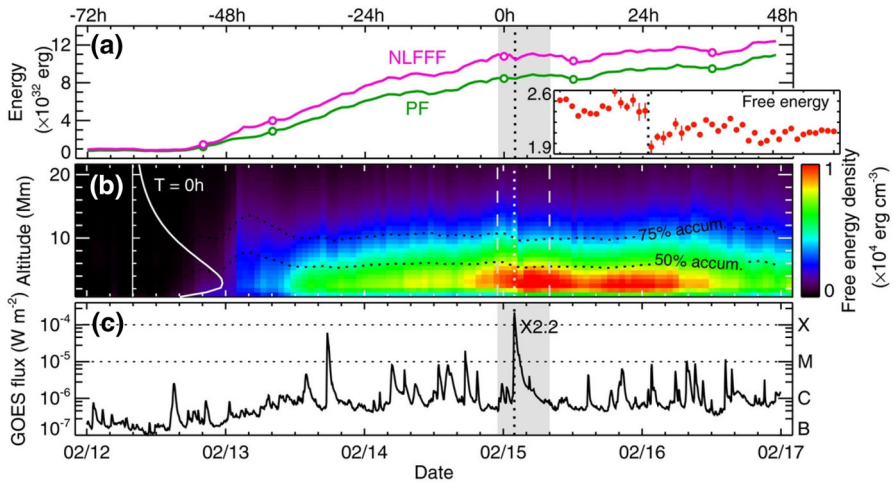 -72h -48h -24h 0h 24h 48h
(a)
12
8
4
0
Energy
(×10³² erg)
NLFFF
PF
2.6
1.9
Free energy
(b)
T = 0h
20
10
Altitude (Mm)
75% accum.
50% accum.
1
0
Free energy density
(×10⁴ erg cm⁻³)
(c)
X2.2
10⁻⁴
10⁻⁵
10⁻⁶
10⁻⁷
GOES flux (W m⁻²)
X
M
C
B
02/12 02/13 02/14 02/15 02/16 02/17
Date